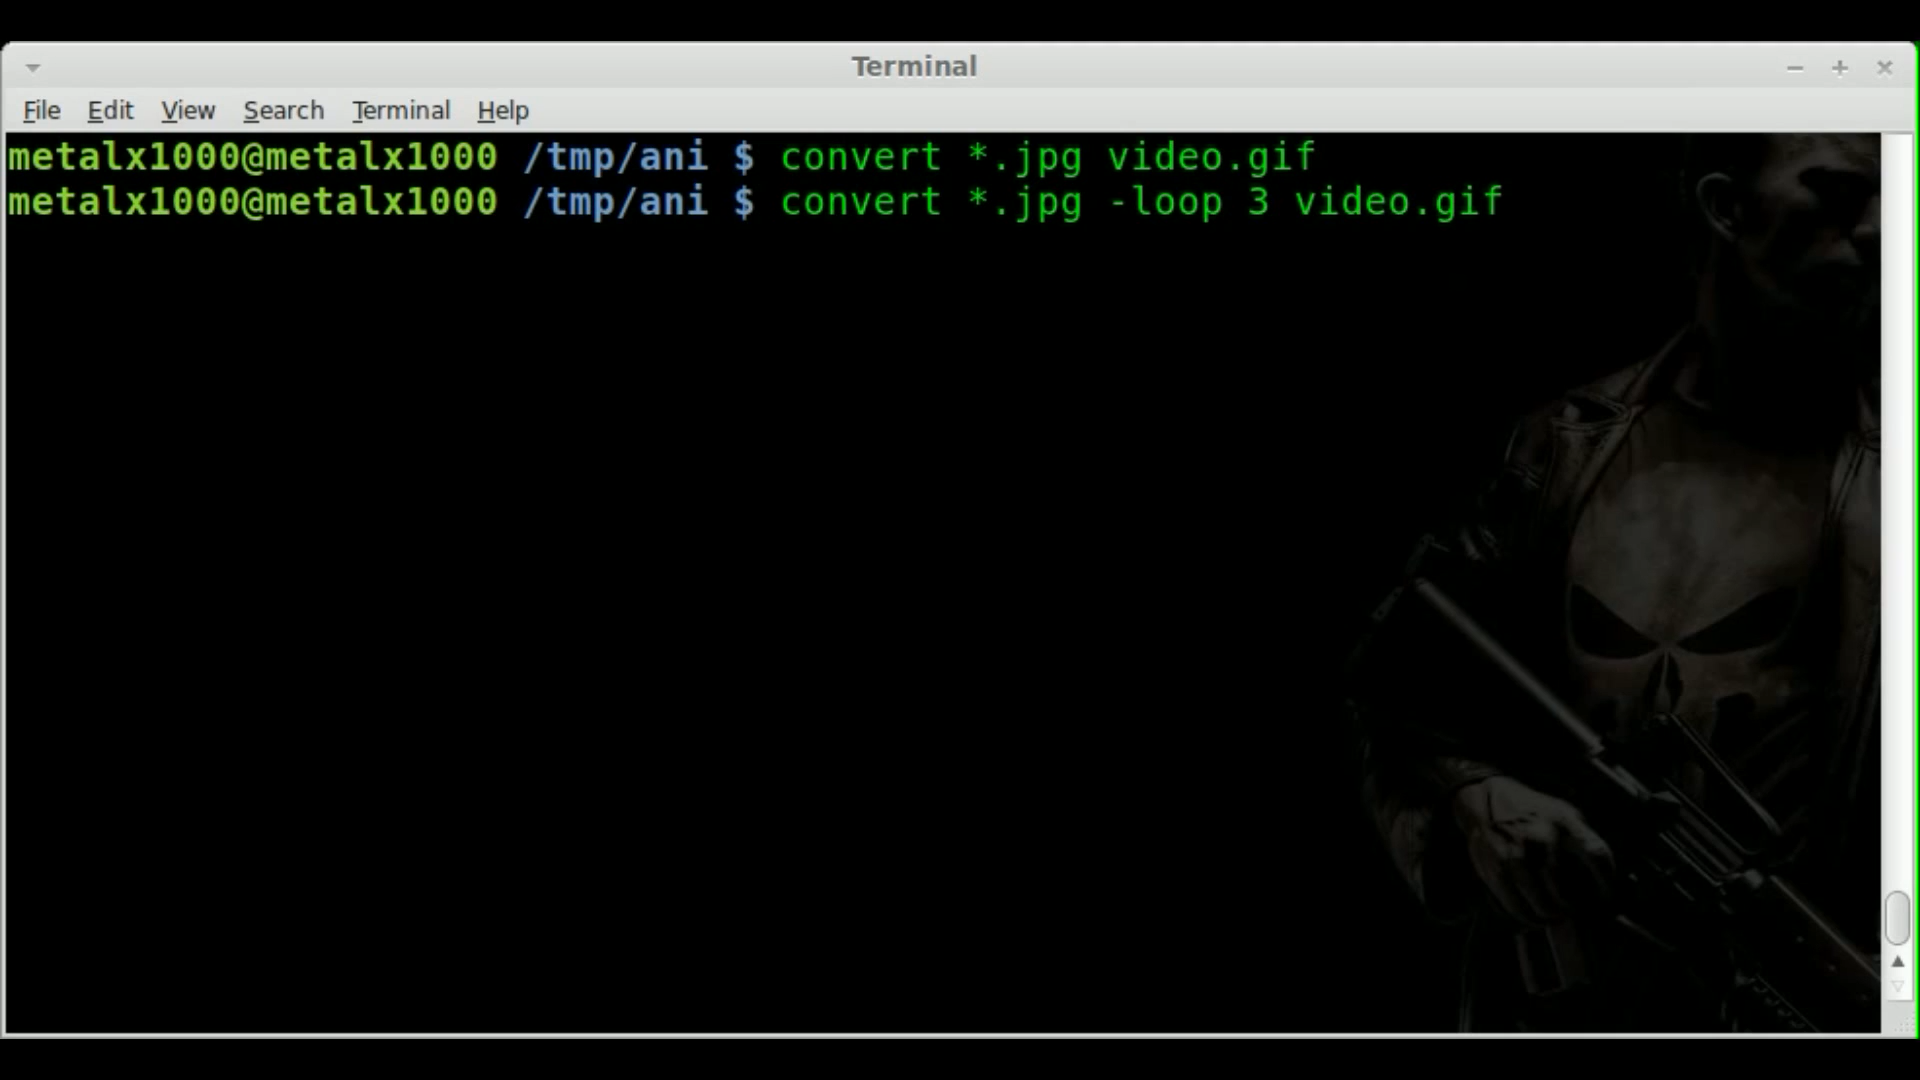 Terminal
File Edit View Search Terminal Help
metalx1000@metalx1000 /tmp/ani $ convert *.jpg video.gif
metalx1000@metalx1000 /tmp/ani $ convert *.jpg -loop 3 video.gif